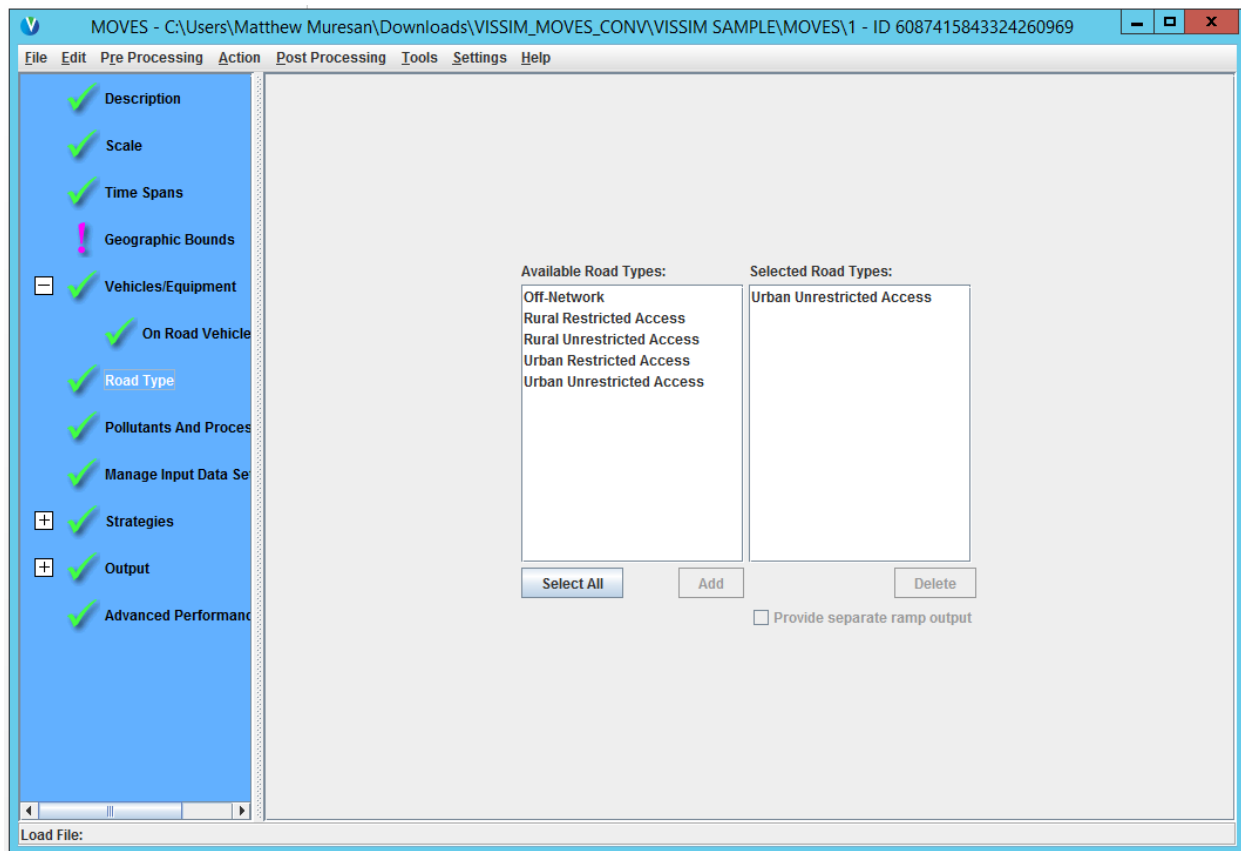 MOVES - C:\Users\Matthew Muresan\Downloads\VISSIM_MOVES_CONV\VISSIM SAMPLE\MOVES\1 - ID 6087415843324260969
File Edit Pre Processing Action Post Processing Tools Settings Help
Description
Scale
Time Spans
Geographic Bounds
Vehicles/Equipment
On Road Vehicle
Road Type
Pollutants And Proces
Manage Input Data Se
Strategies
Output
Advanced Performanc
Available Road Types:
Off-Network
Rural Restricted Access
Rural Unrestricted Access
Urban Restricted Access
Urban Unrestricted Access
Select All
Add
Selected Road Types:
Urban Unrestricted Access
Delete
Provide separate ramp output
Load File: